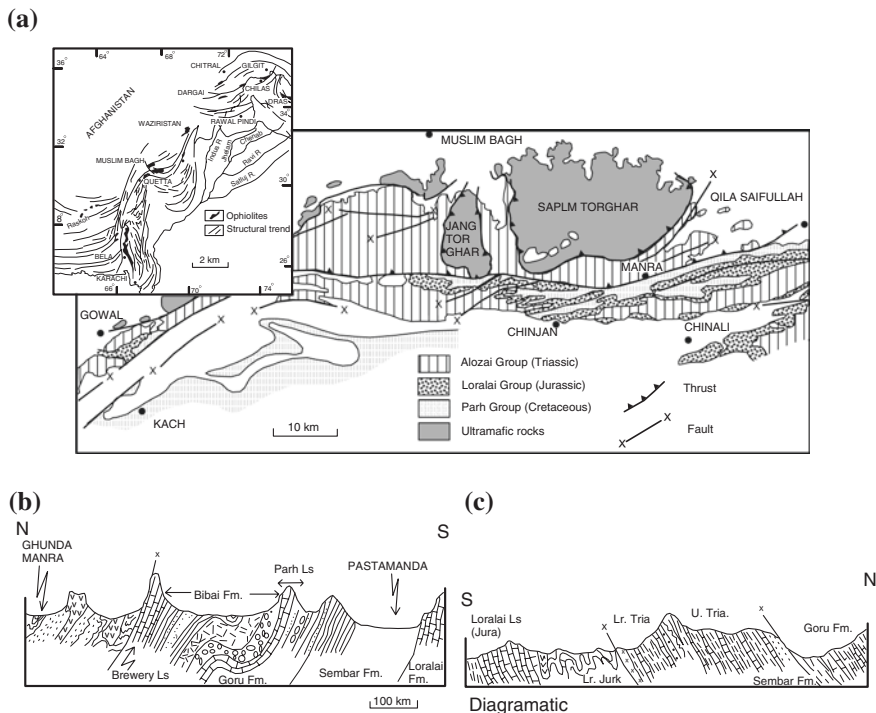 (a)
64°
68
72°
36°
CHITRAL
GILGIT
CHILAS
DARGAI
DRAS
34
AFGHANISTAN
WAZIRISTAN
RAWAL PINDI
Indus R
Jhalam
Chenab
Ravi R
Satluj R
32
MUSLIM BAGH
QUETTA
30
8°
Raskoh
Ophiolites
Structural trend
BELA
2 km
26
KARACHI
66°
70
74
MUSLIM BAGH
SAPLM TORGHAR
QILA SAIFULLAH
JANG
TOR
GHAR
MANRA
GOWAL
CHINJAN
CHINALI
KACH
10 km
Alozai Group (Triassic)
Loralai Group (Jurassic)
Parh Group (Cretaceous)
Ultramafic rocks
Thrust
Fault
X
X
(b)
N
S
GHUNDA
MANRA
x
Bibai Fm.
Parh Ls
PASTAMANDA
Brewery Ls
Goru Fm.
Sembar Fm.
Loralai
Fm.
100 km
(c)
S
N
Loralai Ls
(Jura)
x
Lr. Tria
U. Tria.
x
Goru Fm.
Lr. Jurk
Sembar Fm.
Diagramatic